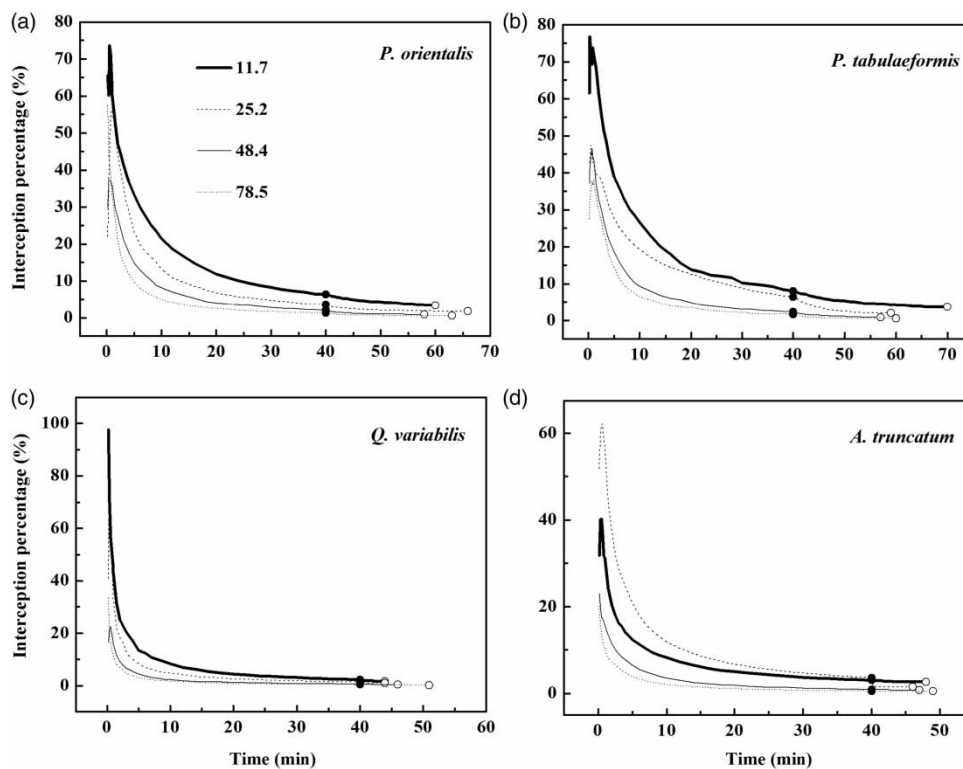 (a)
P. orientalis
11.7
25.2
48.4
78.5
Interception percentage (%)
80
70
60
50
40
30
20
10
0
0 10 20 30 40 50 60 70
(b)
P. tabulaeformis
80
70
60
50
40
30
20
10
0
0 10 20 30 40 50 60 70
(c)
Q. variabilis
Interception percentage (%)
100
80
60
40
20
0
0 10 20 30 40 50 60
Time (min)
(d)
A. truncatum
60
40
20
0
0 10 20 30 40 50
Time (min)